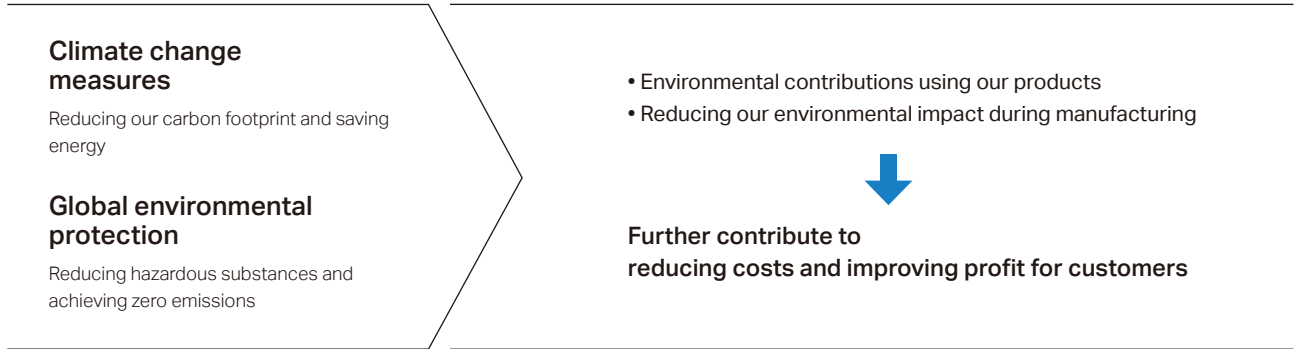 Climate change
measures
Reducing our carbon footprint and saving
energy
Global environmental
protection
Reducing hazardous substances and
achieving zero emissions
• Environmental contributions using our products
• Reducing our environmental impact during manufacturing
Further contribute to
reducing costs and improving profit for customers